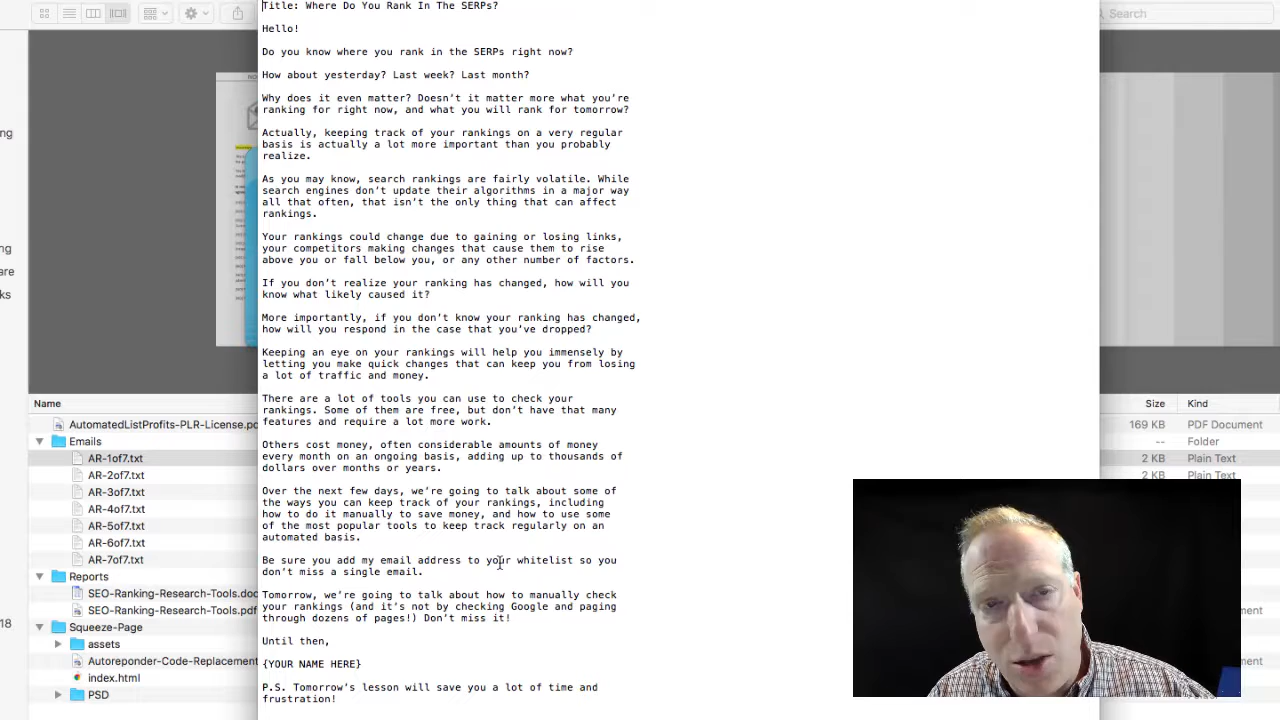 Search
Title: Where Do You Rank In The SERPs?
Hello!
Do you know where you rank in the SERPs right now?
How about yesterday? Last week? Last month?
Why does it even matter? Doesn't it matter more what you're
ranking for right now, and what you will rank for tomorrow?
Actually, keeping track of your rankings on a very regular
basis is actually a lot more important than you probably
realize.
As you may know, search rankings are fairly volatile. While
search engines don't update their algorithms in a major way
all that often, that isn't the only thing that can affect
rankings.
Your rankings could change due to gaining or losing links,
your competitors making changes that cause them to rise
above you or fall below you, or any other number of factors.
If you don't realize your ranking has changed, how will you
know what likely caused it?
More importantly, if you don't know your ranking has changed,
how will you respond in the case that you've dropped?
Keeping an eye on your rankings will help you immensely by
letting you make quick changes that can keep you from losing
a lot of traffic and money.
There are a lot of tools you can use to check your
rankings. Some of them are free, but don't have that many
features and require a lot more work.
Others cost money, often considerable amounts of money
every month on an ongoing basis, adding up to thousands of
dollars over months or years.
Over the next few days, we're going to talk about some of
the ways you can keep track of your rankings, including
how to do it manually to save money, and how to use some
of the most popular tools to keep track regularly on an
automated basis.
Be sure you add my email address to your whitelist so you
don't miss a single email.
Tomorrow, we're going to talk about how to manually check
your rankings (and it's not by checking Google and paging
through dozens of pages!) Don't miss it!
Until then,
{YOUR NAME HERE}
P.S. Tomorrow's lesson will save you a lot of time and
frustration!
ng
ng
are
ks
18
Name
AutomatedListProfits-PLR-License.pd
Emails
AR-1of7.txt
AR-2of7.txt
AR-3of7.txt
AR-4of7.txt
AR-5of7.txt
AR-6of7.txt
AR-7of7.txt
Reports
SEO-Ranking-Research-Tools.doc
SEO-Ranking-Research-Tools.pdf
Squeeze-Page
assets
Autoreponder-Code-Replacement
index.html
PSD
Size Kind
169 KB PDF Document
-- Folder
2 KB Plain Text
2 KB Plain Text
ument
ument